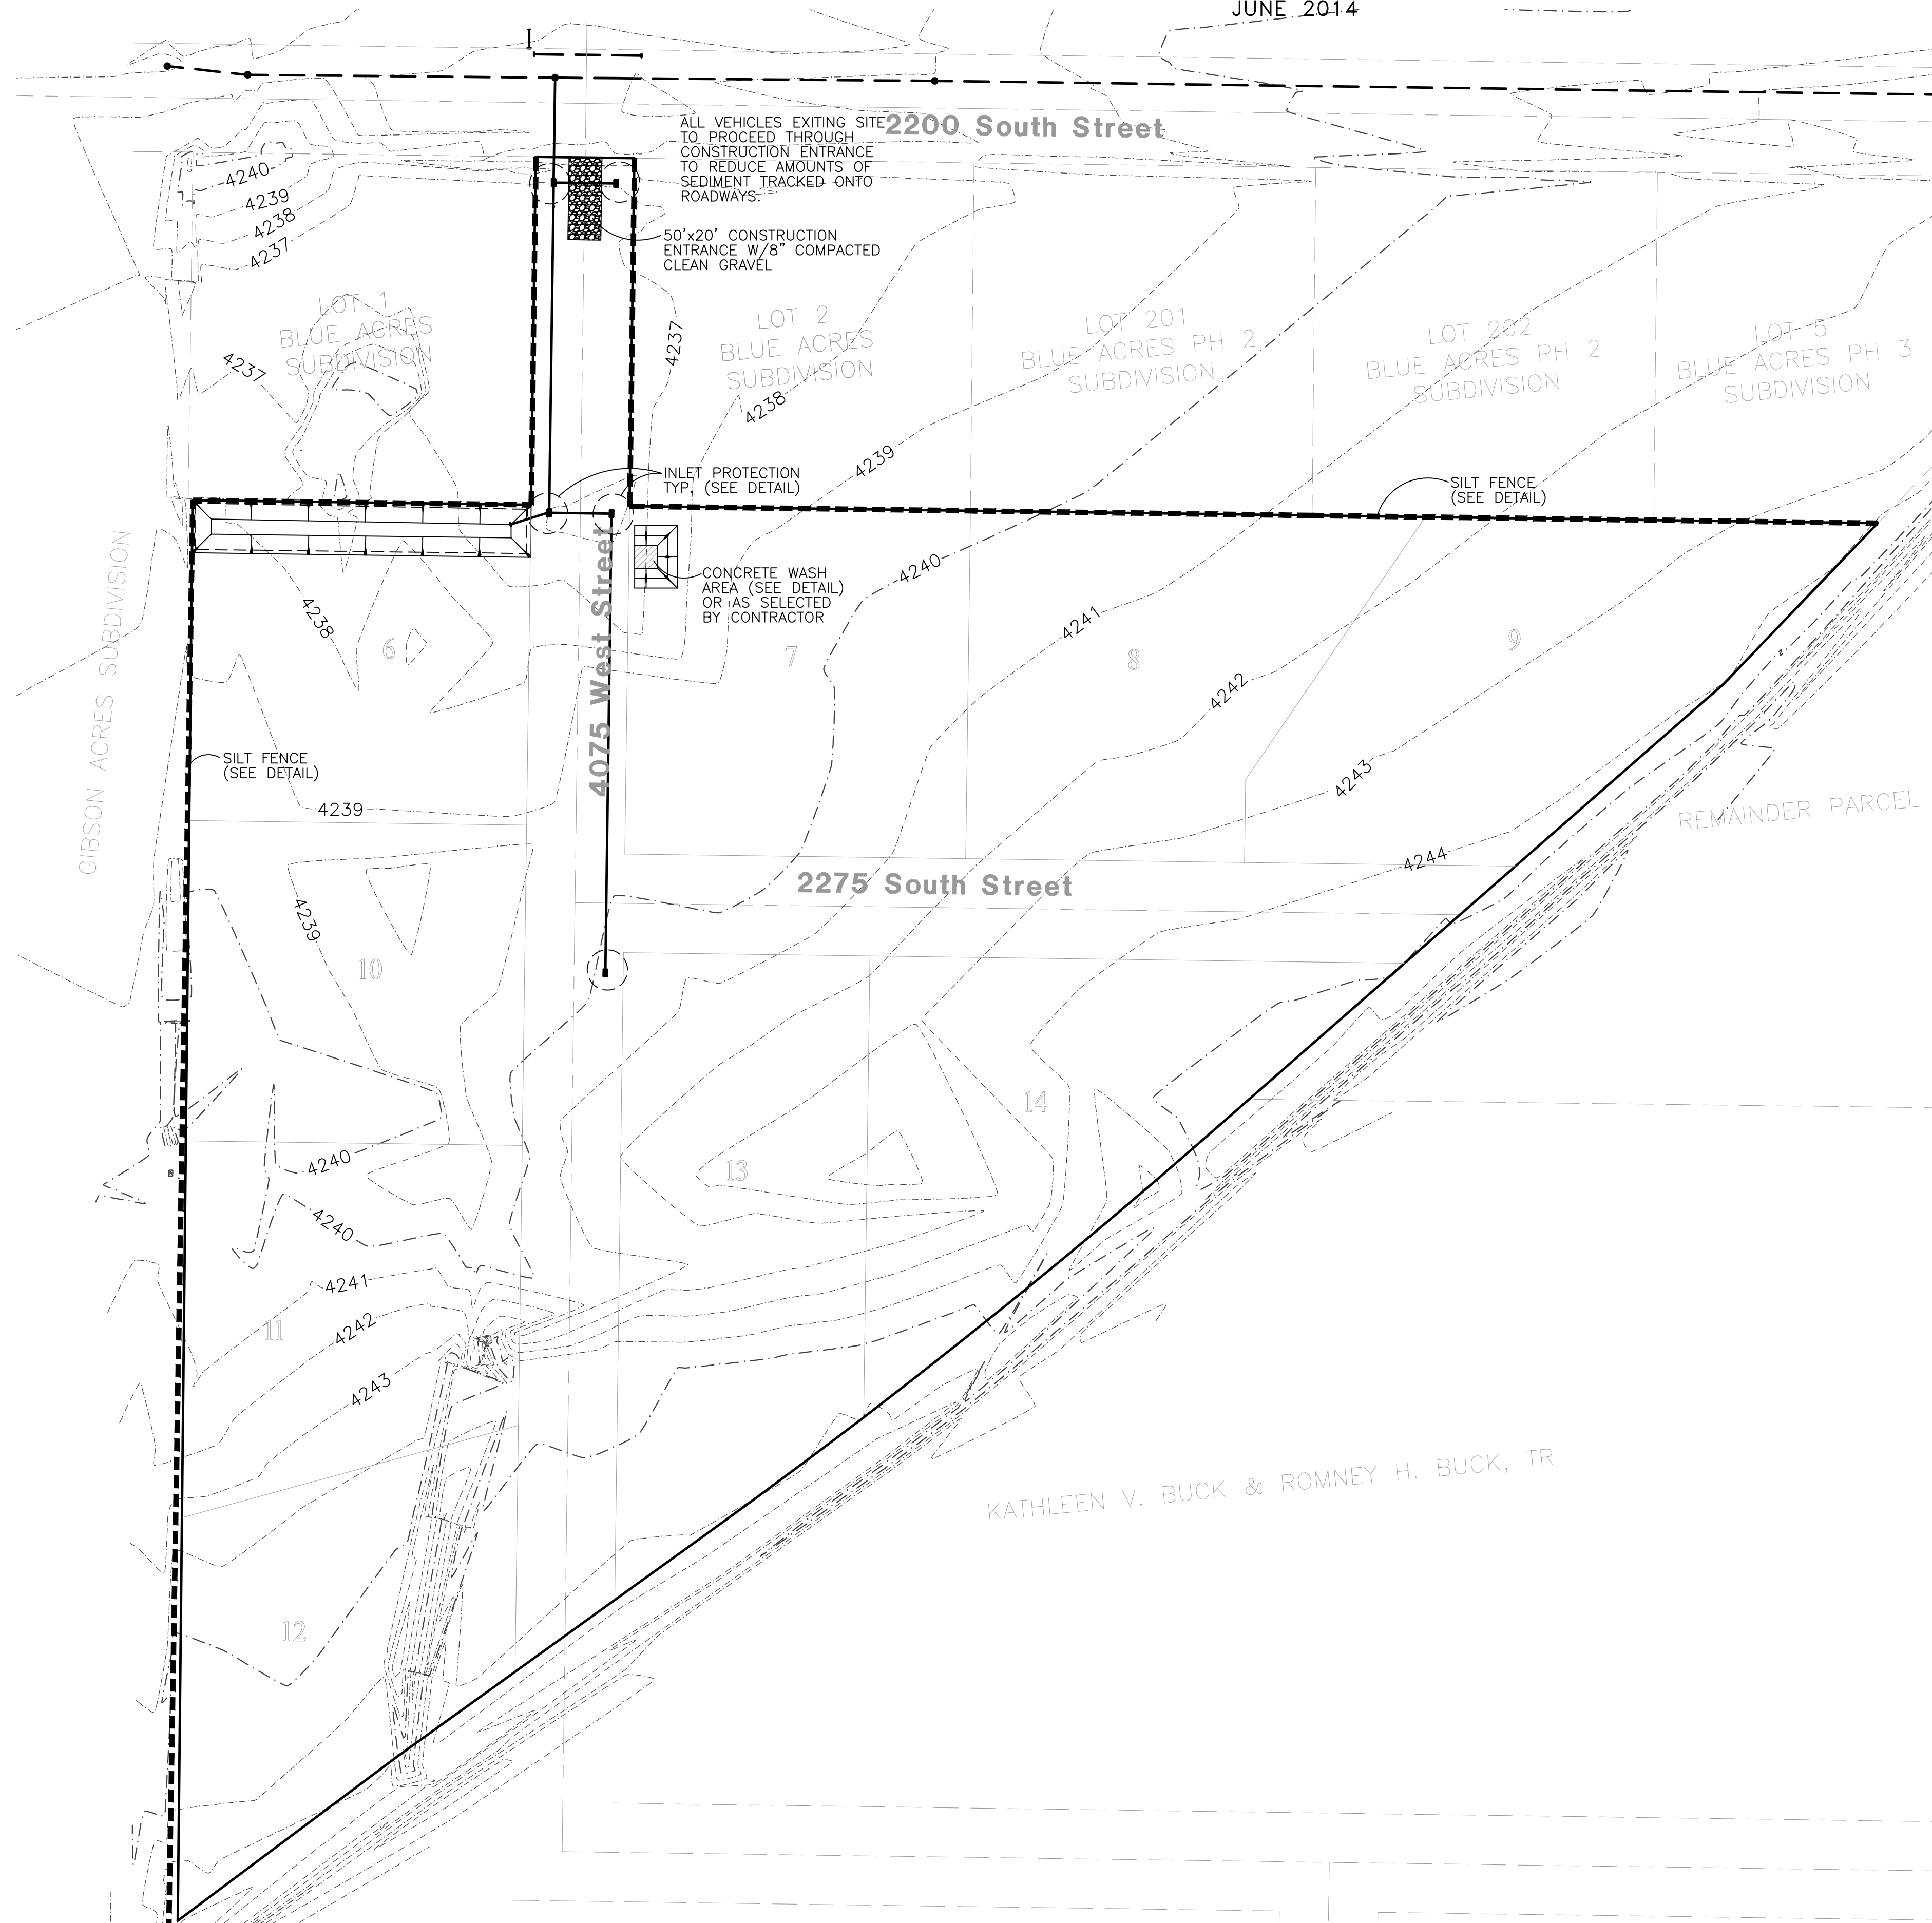 JUNE 2014
2200 South Street
ALL VEHICLES EXITING SITE
TO PROCEED THROUGH
CONSTRUCTION ENTRANCE
TO REDUCE AMOUNTS OF
SEDIMENT TRACKED ONTO
ROADWAYS.
4240
4239
4238
4237
50'x20' CONSTRUCTION
ENTRANCE W/8" COMPACTED
CLEAN GRAVEL
LOT 1
BLUE ACRES
SUBDIVISION
LOT 2
BLUE ACRES
SUBDIVISION
LOT 201
BLUE ACRES PH 2
SUBDIVISION
LOT 202
BLUE ACRES PH 2
SUBDIVISION
LOT 5
BLUE ACRES PH 3
SUBDIVISION
4237
4237
4238
4239
INLET PROTECTION
TYP. (SEE DETAIL)
SILT FENCE
(SEE DETAIL)
CONCRETE WASH
AREA (SEE DETAIL)
OR AS SELECTED
BY CONTRACTOR
4240
4241
4242
4243
4244
4238
6
7
8
9
4075 West Street
GIBSON ACRES SUBDIVISION
SILT FENCE
(SEE DETAIL)
4239
REMAINDER PARCEL
2275 South Street
4239
10
14
13
4240
4240
4241
4242
4243
11
KATHLEEN V. BUCK & ROMNEY H. BUCK, TR
12